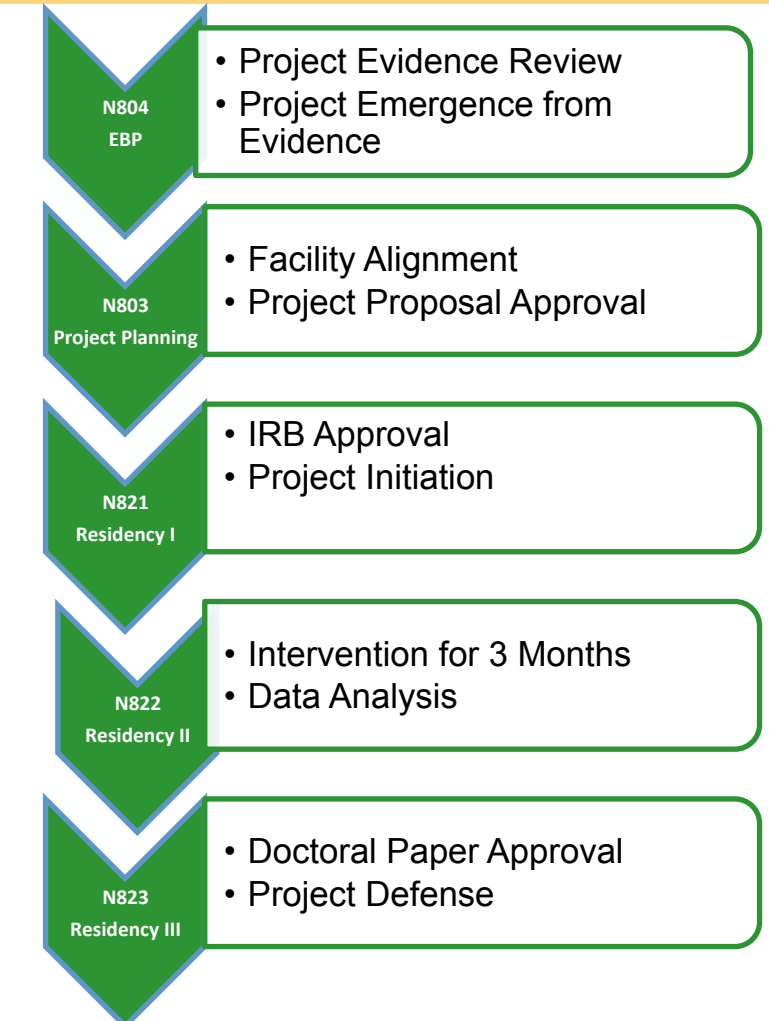 N804
EBP
• Project Evidence Review
• Project Emergence from
Evidence
N803
Project Planning
• Facility Alignment
• Project Proposal Approval
N821
Residency I
• IRB Approval
• Project Initiation
N822
Residency II
• Intervention for 3 Months
• Data Analysis
N823
Residency III
• Doctoral Paper Approval
• Project Defense